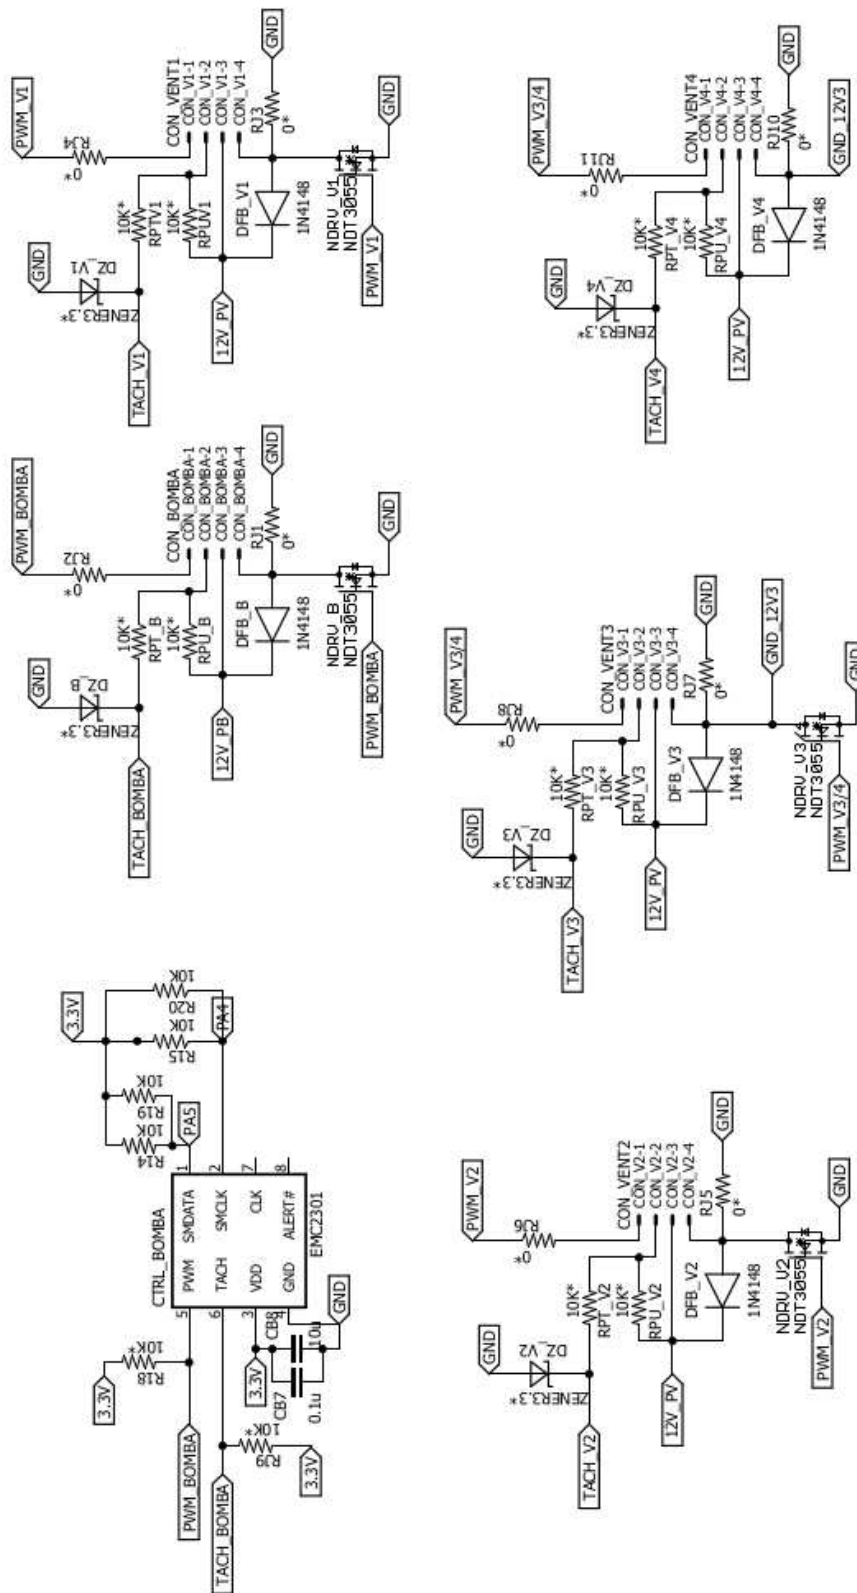 3.3V
R18
10K*
PWM_BOMBA
TACH_BOMBA
RJ9
10K*
3.3V
CTRL_BOMBA
5
PWM
SMDATA
1
6
TACH
SMCLK
2
3
VDD
CLK
7
4
GND
ALERT#
8
EMC2301
3.3V
CB7
0.1u
CB8
10u
GND
R14
10K
R19
10K
PA5
3.3V
R15
10K
R20
10K
PA4
GND
DZ_B
ZENER3.3*
TACH_BOMBA
10K*
RPT_B
10K*
RPU_B
12V_PB
PWM_BOMBA
RJ2
0*
CON_BOMBA
CON_BOMBA-1
CON_BOMBA-2
CON_BOMBA-3
CON_BOMBA-4
DFB_B
1N4148
RJ1
0*
GND
NDRV_B
NDT3055
PWM_BOMBA
GND
GND
DZ_V1
ZENER3.3*
TACH_V1
10K*
RPTV1
10K*
RPUV1
12V_PV
PWM_V1
RJ4
0*
CON_VENT1
CON_V1-1
CON_V1-2
CON_V1-3
CON_V1-4
DFB_V1
1N4148
RJ3
0*
GND
NDRV_V1
NDT3055
PWM_V1
GND
GND
DZ_V2
ZENER3.3*
TACH_V2
10K*
RPT_V2
10K*
RPU_V2
12V_PV
PWM_V2
RJ6
0*
CON_VENT2
CON_V2-1
CON_V2-2
CON_V2-3
CON_V2-4
DFB_V2
1N4148
RJ5
0*
GND
NDRV_V2
NDT3055
PWM_V2
GND
GND
DZ_V3
ZENER3.3*
TACH_V3
10K*
RPT_V3
10K*
RPU_V3
12V_PV
PWM_V3/4
RJ8
0*
CON_VENT3
CON_V3-1
CON_V3-2
CON_V3-3
CON_V3-4
DFB_V3
1N4148
RJ7
0*
GND
GND_12V3
NDRV_V3
NDT3055
PWM_V3/4
GND
GND
DZ_V4
ZENER3.3*
TACH_V4
10K*
RPT_V4
10K*
RPU_V4
12V_PV
PWM_V3/4
RJ11
0*
CON_VENT4
CON_V4-1
CON_V4-2
CON_V4-3
CON_V4-4
DFB_V4
1N4148
RJ10
0*
GND
GND_12V3